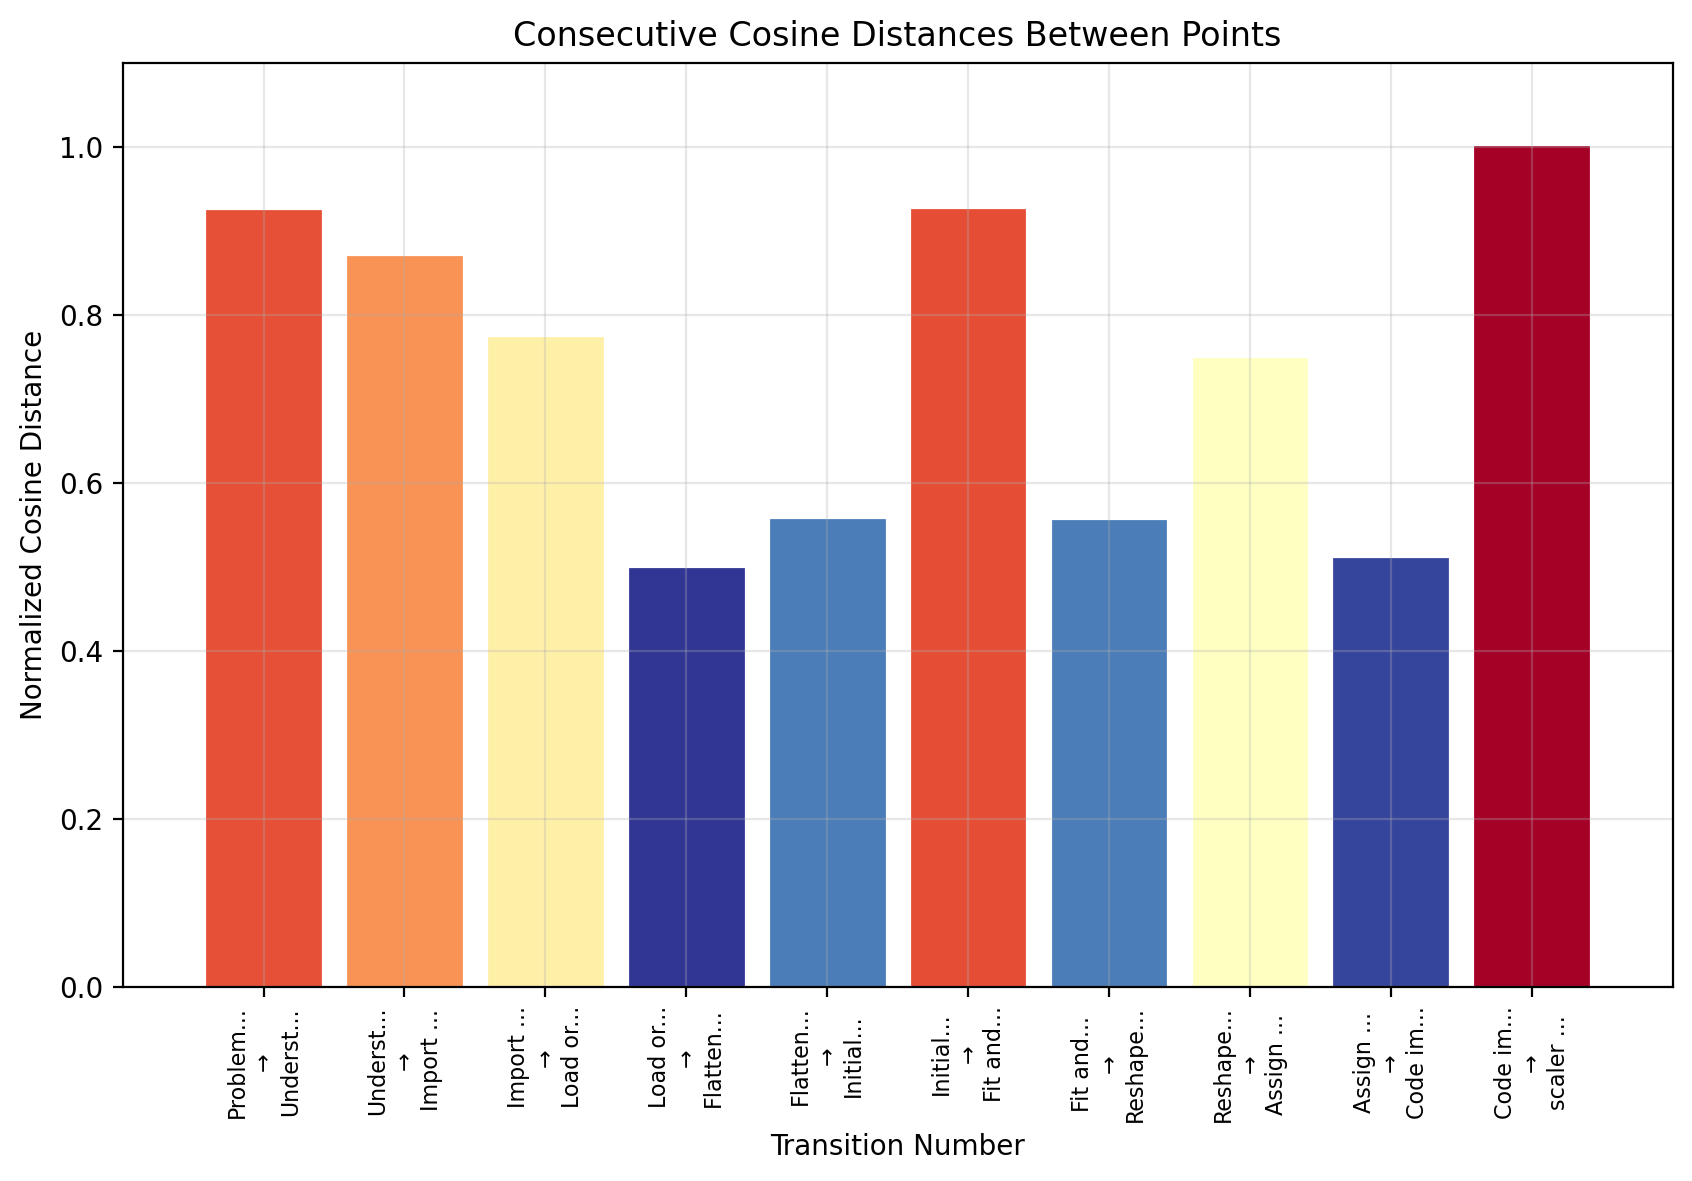 Consecutive Cosine Distances Between Points
Normalized Cosine Distance
1.0
0.8
0.6
0.4
0.2
0.0
Problem...
→
Underst...
Underst...
→
Import ...
Import ...
→
Load or...
Load or...
→
Flatten...
Flatten...
→
Initial...
Initial...
→
Fit and...
Fit and...
→
Reshape...
Reshape...
→
Assign ...
Assign ...
→
Code im...
Code im...
→
scaler ...
Transition Number